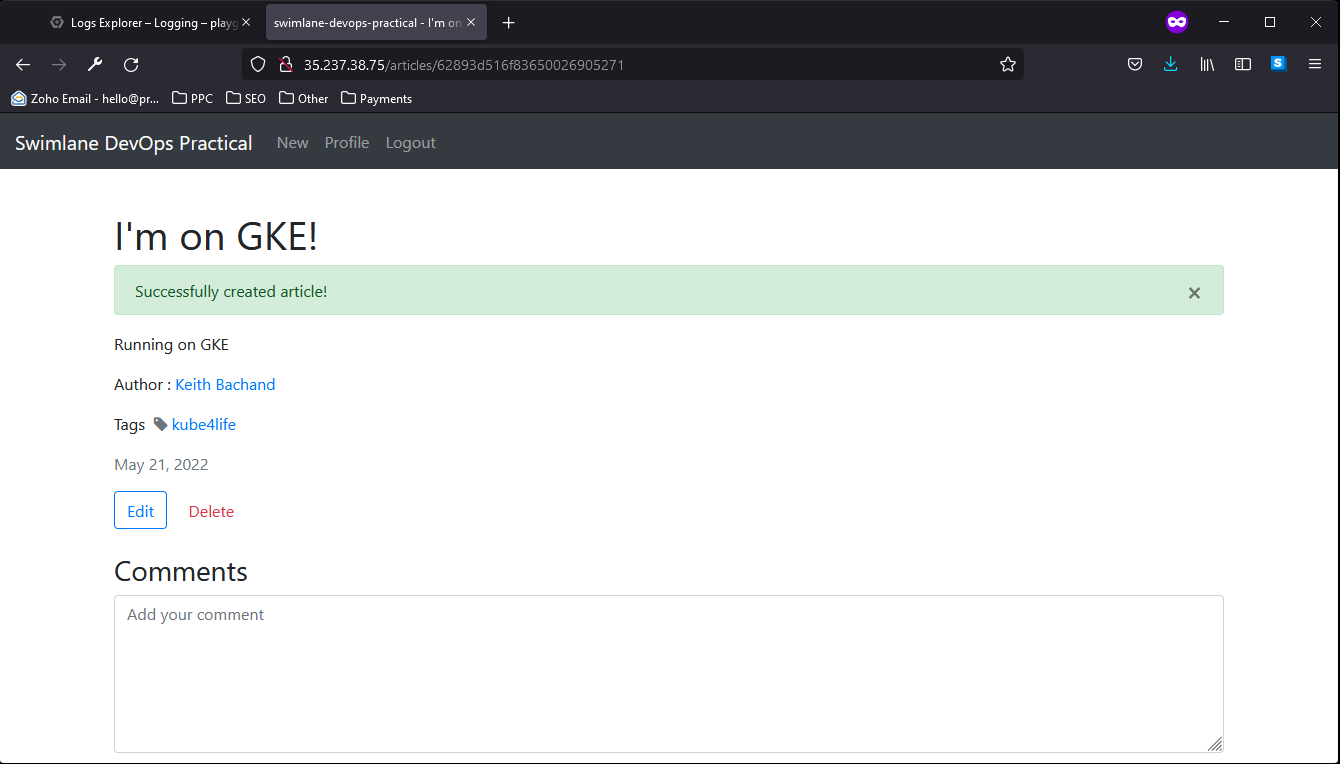 Logs Explorer – Logging – playg
swimlane-devops-practical - I'm on
35.237.38.75/articles/62893d516f83650026905271
Zoho Email - hello@pr... PPC SEO Other Payments
Swimlane DevOps Practical New Profile Logout
I'm on GKE!
Successfully created article! ×
Running on GKE
Author : Keith Bachand
Tags kube4life
May 21, 2022
Edit Delete
Comments
Add your comment